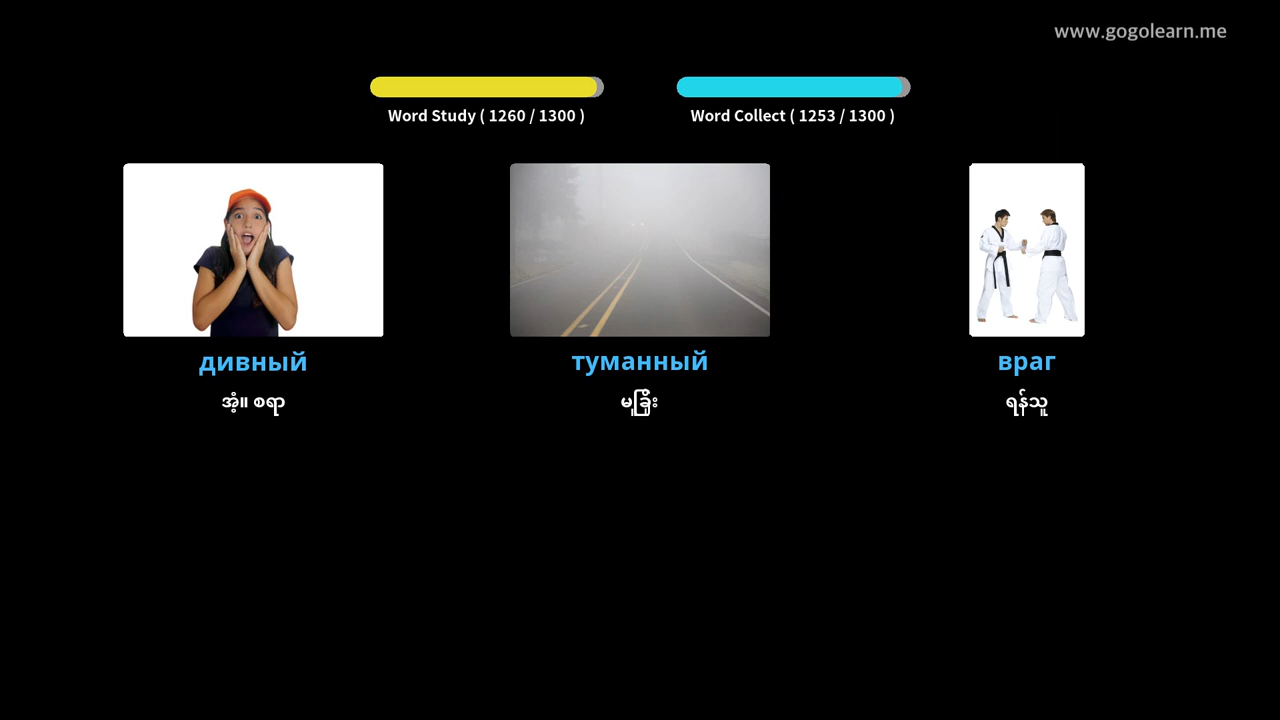 www.gogolearn.me
Word Study ( 1260 / 1300 )
Word Collect ( 1253 / 1300 )
дивный
туманный
враг
အံ့။ စရာ
မှုခြိုး
ရန်သူ